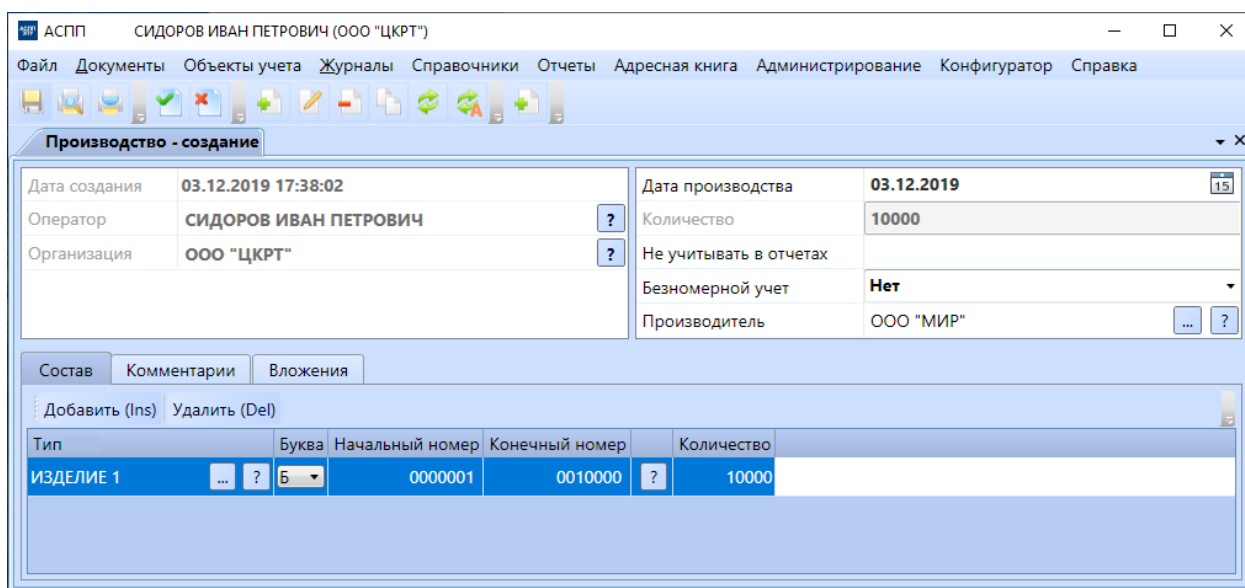 АСПП СИДОРОВ ИВАН ПЕТРОВИЧ (ООО "ЦКРТ")
Файл Документы Объекты учета Журналы Справочники Отчеты Адресная книга Администрирование Конфигуратор Справка
Производство - создание
Дата создания 03.12.2019 17:38:02
Оператор СИДОРОВ ИВАН ПЕТРОВИЧ ?
Организация ООО "ЦКРТ" ?
Дата производства 03.12.2019 15
Количество 10000
Не учитывать в отчетах
Безномерной учет Нет
Производитель ООО "МИР" ... ?
Состав Комментарии Вложения
Добавить (Ins) Удалить (Del)
Тип Буква Начальный номер Конечный номер Количество
ИЗДЕЛИЕ 1 ... ? Б 0000001 0010000 ? 10000